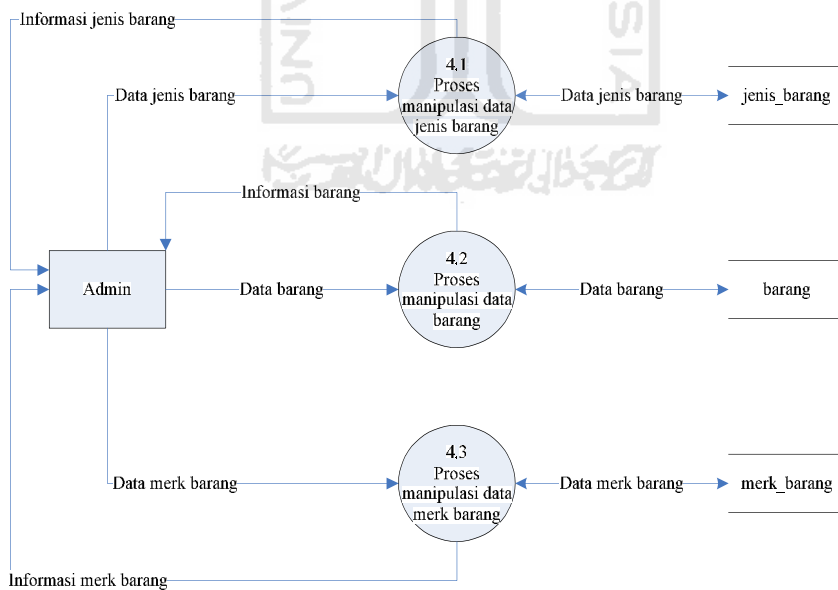 Informasi jenis barang
4.1
Proses
manipulasi data
jenis barang
Data jenis barang
Data jenis barang
jenis_barang
Informasi barang
4.2
Proses
manipulasi data
barang
Admin
Data barang
Data barang
barang
4.3
Proses
manipulasi data
merk barang
Data merk barang
Data merk barang
merk_barang
Informasi merk barang